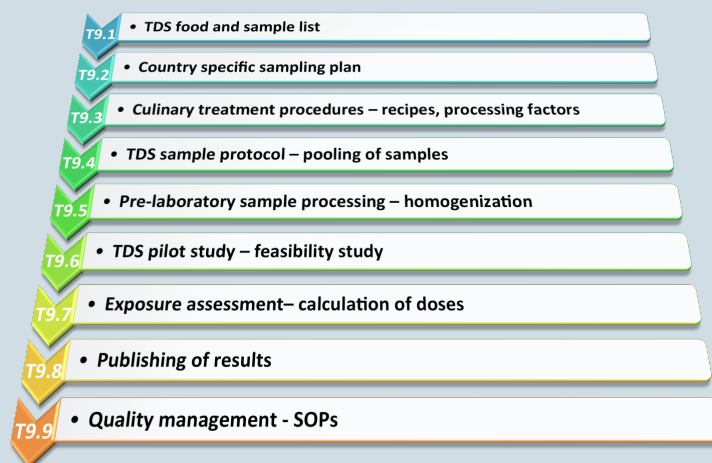 T9.1 • TDS food and sample list
T9.2 • Country specific sampling plan
T9.3 • Culinary treatment procedures – recipes, processing factors
T9.4 • TDS sample protocol – pooling of samples
T9.5 • Pre-laboratory sample processing – homogenization
T9.6 • TDS pilot study – feasibility study
T9.7 • Exposure assessment– calculation of doses
T9.8 • Publishing of results
T9.9 • Quality management - SOPs